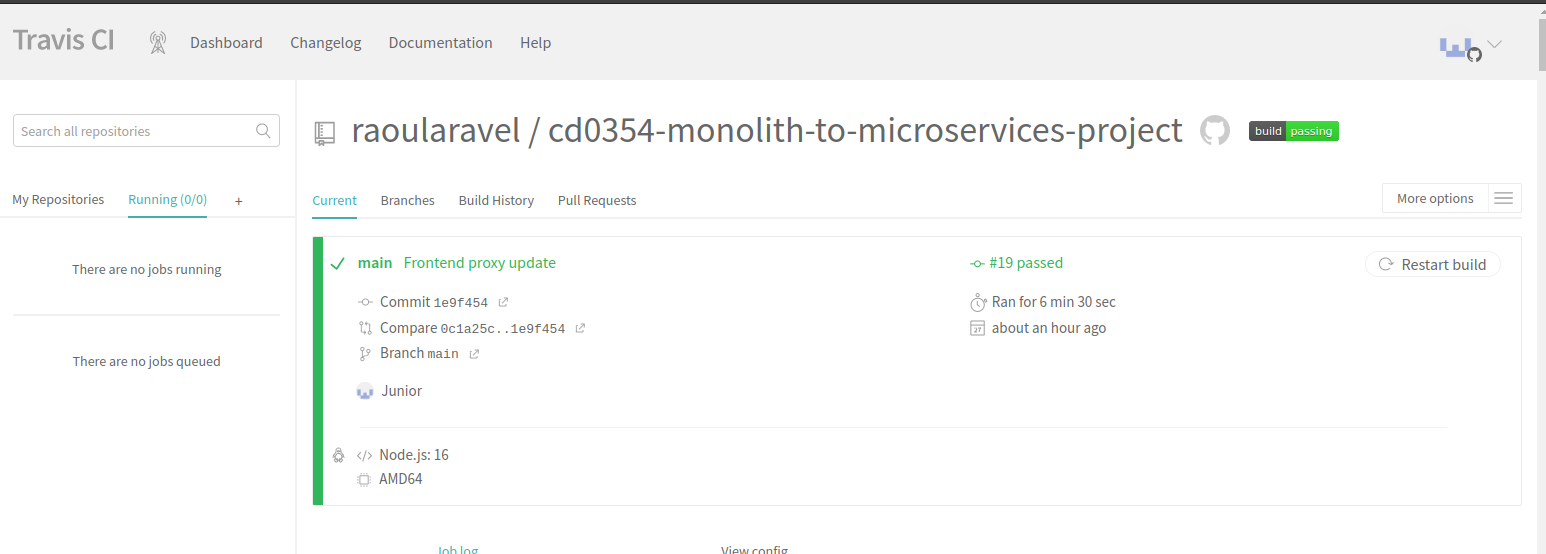 Travis CI Dashboard Changelog Documentation Help
Search all repositories
raoularavel / cd0354-monolith-to-microservices-project build passing
My Repositories Running (0/0) +
Current Branches Build History Pull Requests More options
There are no jobs running
There are no jobs queued
main Frontend proxy update #19 passed Restart build
Commit 1e9f454 Ran for 6 min 30 sec
Compare 0c1a25c..1e9f454 27 about an hour ago
Branch main
Junior
</> Node.js: 16
AMD64
Job log View config